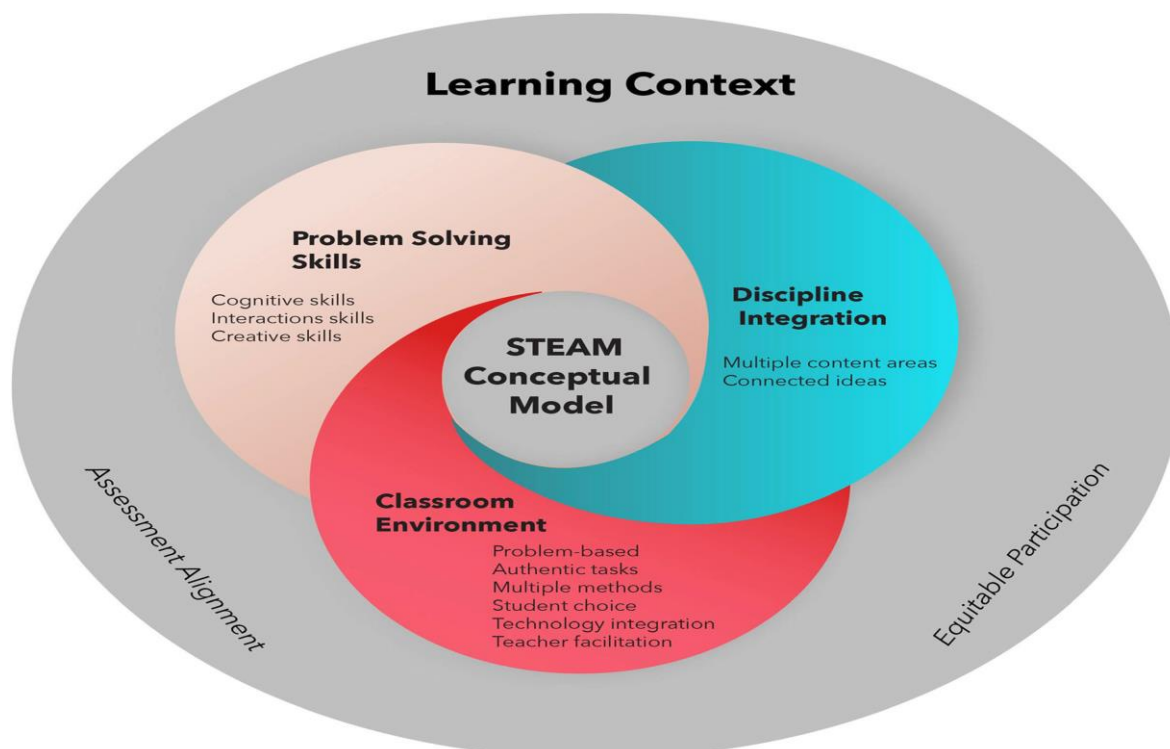 Learning Context
Problem Solving
Skills
Cognitive skills
Interactions skills
Creative skills
Discipline
Integration
Multiple content areas
Connected ideas
STEAM
Conceptual
Model
Classroom
Environment
Problem-based
Authentic tasks
Multiple methods
Student choice
Technology integration
Teacher facilitation
Assessment Alignment
Equitable Participation